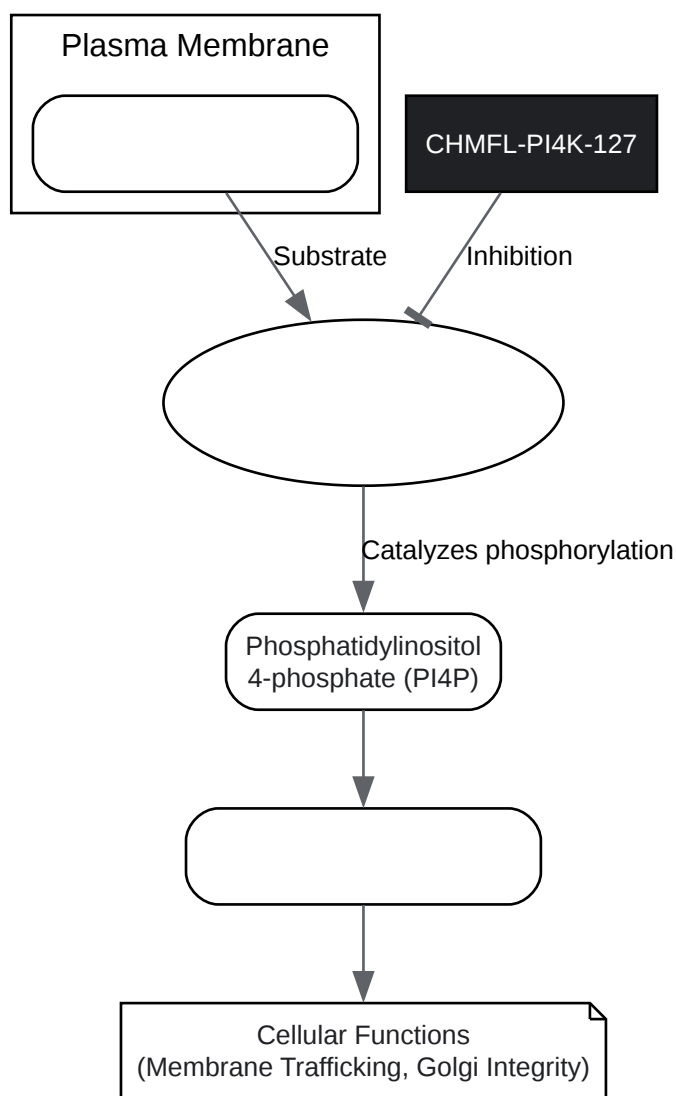 Plasma Membrane
CHMFL-PI4K-127
Substrate
Inhibition
Catalyzes phosphorylation
Phosphatidylinositol
4-phosphate (PI4P)
Cellular Functions
(Membrane Trafficking, Golgi Integrity)